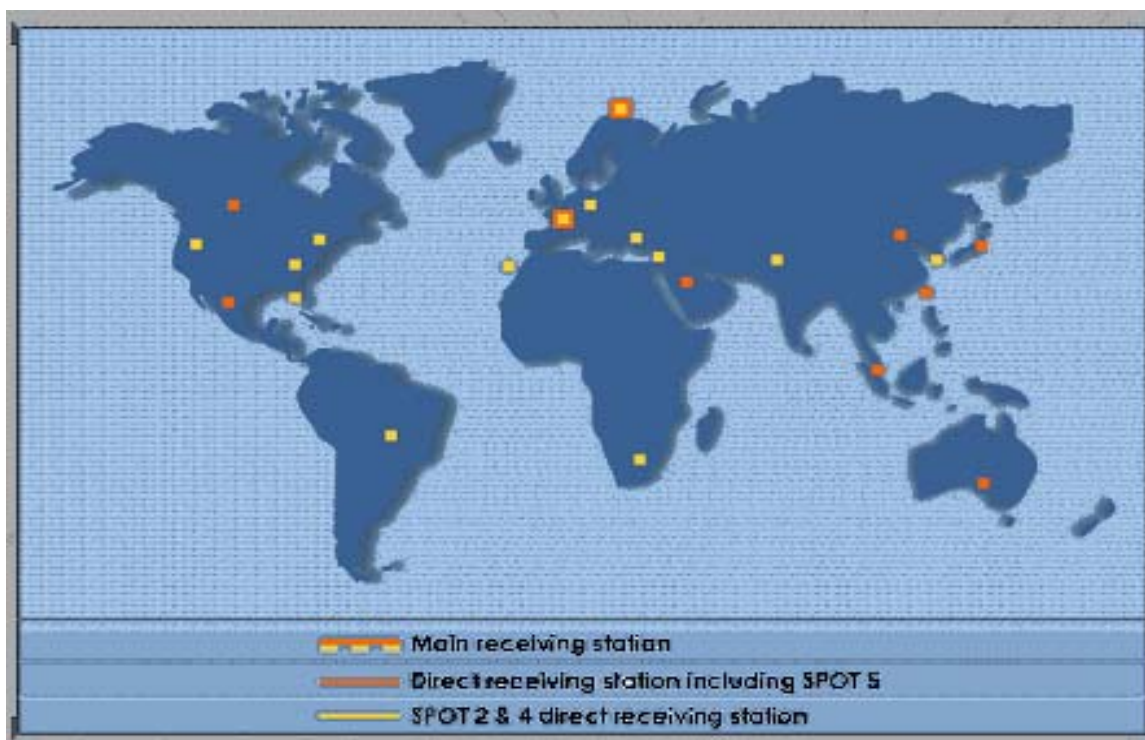 Main receiving station
Direct receiving station including SPOT 5
SPOT 2 & 4 direct receiving station